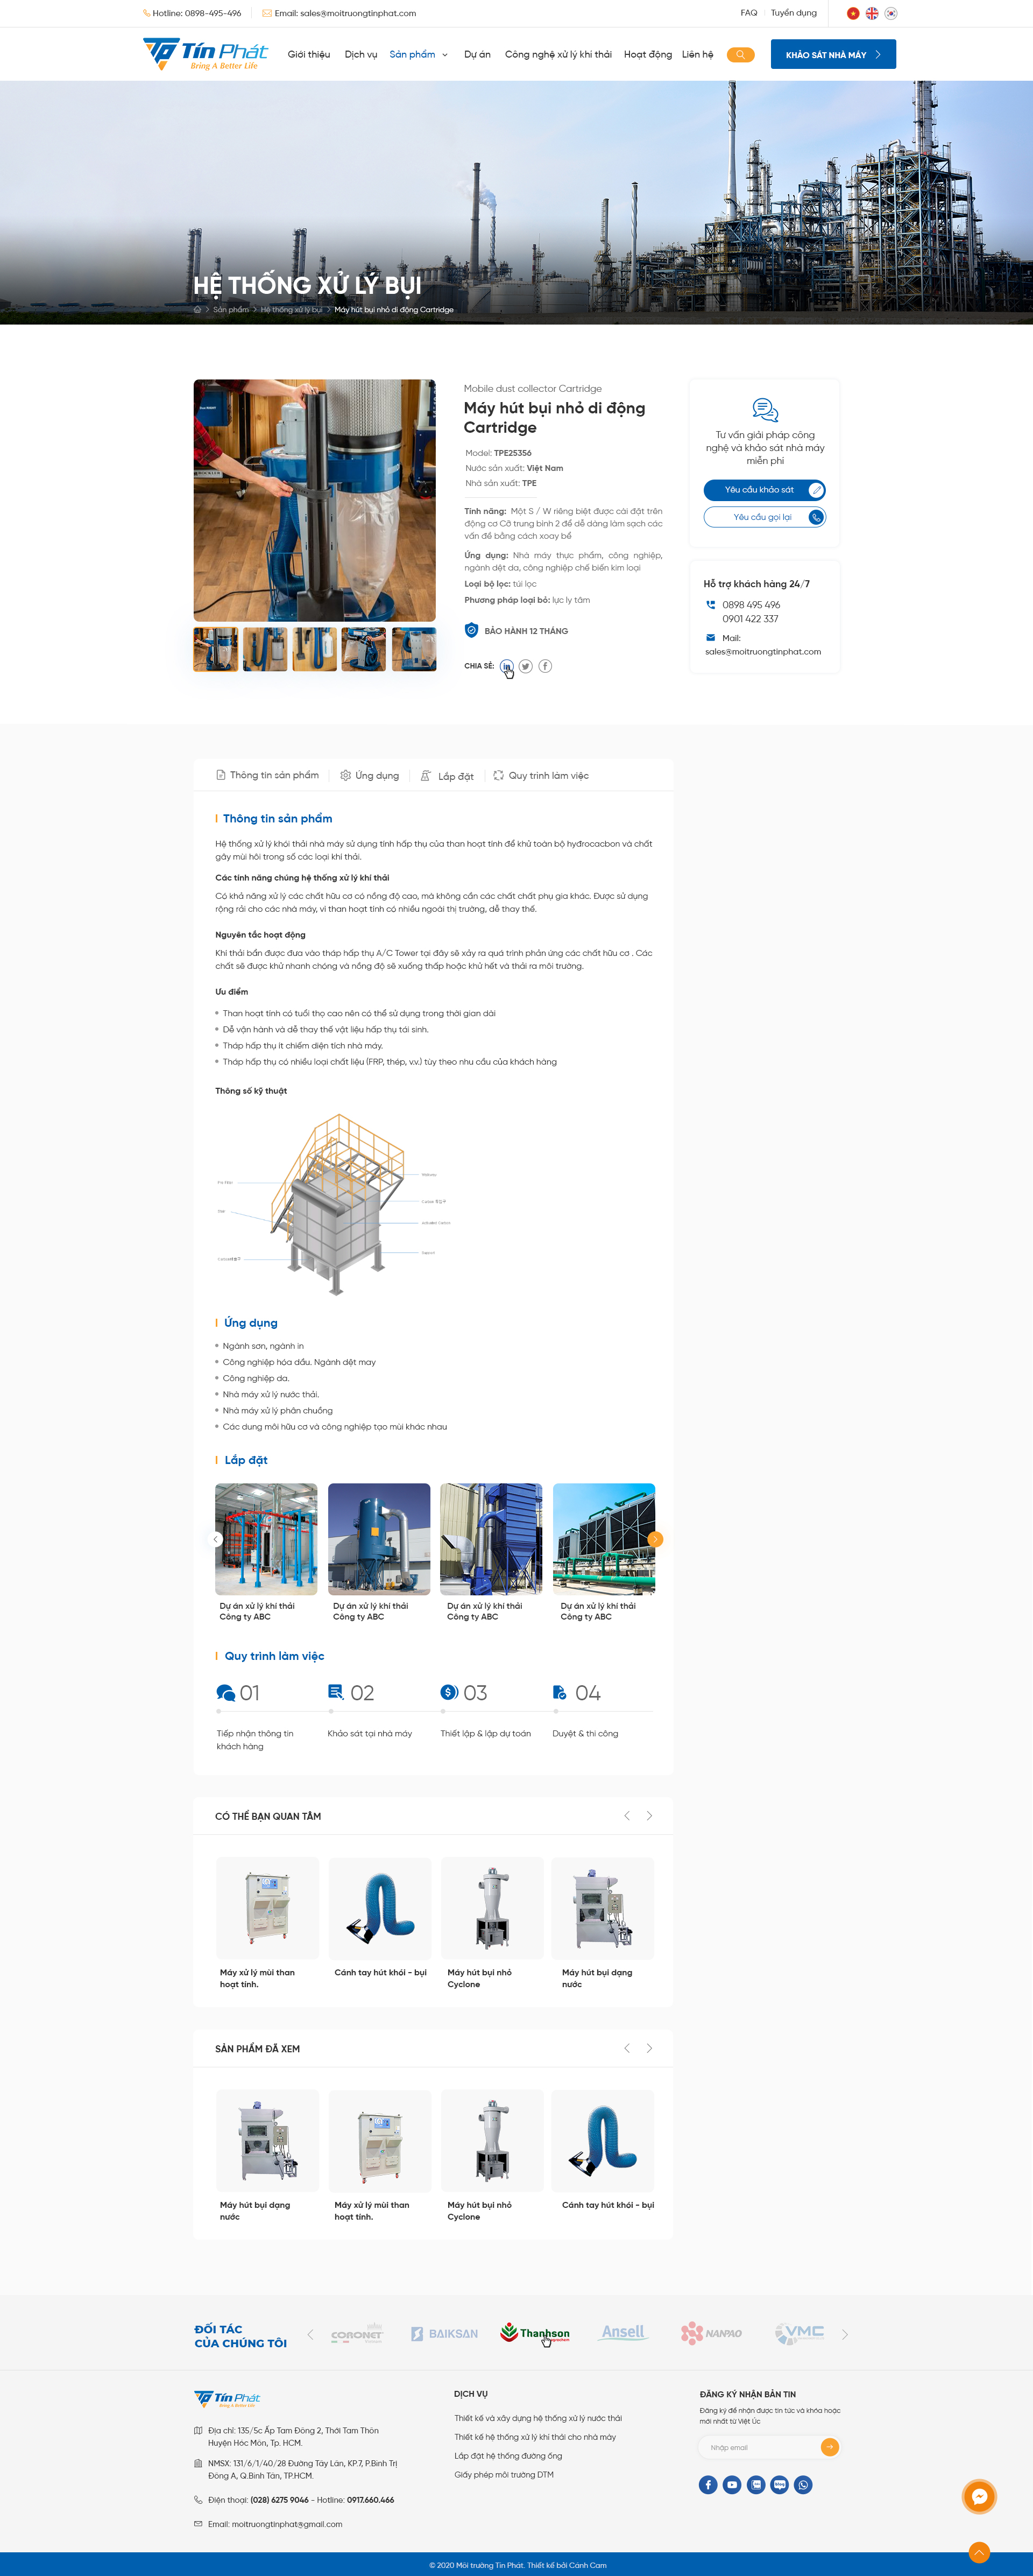 Hotline: 0898-495-496
Email: sales@moitruongtinphat.com
FAQ
Tuyển dụng
Tín Phát
Bring A Better Life
Giới thiệu
Dịch vụ
Sản phẩm
Dự án
Công nghệ xử lý khí thải
Hoạt động
Liên hệ
KHẢO SÁT NHÀ MÁY
HỆ THỐNG XỬ LÝ BỤI
Sản phẩm
Hệ thống xử lý bụi
Máy hút bụi nhỏ di động Cartridge
Mobile dust collector Cartridge
Máy hút bụi nhỏ di động
Cartridge
Model: TPE25356
Nước sản xuất: Việt Nam
Nhà sản xuất: TPE
Tính năng: Một S / W riêng biệt được cài đặt trên
động cơ Cỡ trung bình 2 để dễ dàng làm sạch các
vấn đề bằng cách xoay bể
Ứng dụng: Nhà máy thực phẩm, công nghiệp,
ngành dệt da, công nghiệp chế biến kim loại
Loại bộ lọc: túi lọc
Phương pháp loại bỏ: lực ly tâm
BẢO HÀNH 12 THÁNG
CHIA SẺ:
Tư vấn giải pháp công
nghệ và khảo sát nhà máy
miễn phí
Yêu cầu khảo sát
Yêu cầu gọi lại
Hỗ trợ khách hàng 24/7
0898 495 496
0901 422 337
Mail:
sales@moitruongtinphat.com
Thông tin sản phẩm
Ứng dụng
Lắp đặt
Quy trình làm việc
Thông tin sản phẩm
Hệ thống xử lý khói thải nhà máy sử dụng tính hấp thụ của than hoạt tính để khử toàn bộ hyđrocacbon và chất
gây mùi hôi trong số các loại khí thải.
Các tính năng chúng hệ thống xử lý khí thải
Có khả năng xử lý các chất hữu cơ có nồng độ cao, mà không cần các chất chất phụ gia khác. Được sử dụng
rộng rãi cho các nhà máy, vì than hoạt tính có nhiều ngoài thị trường, dễ thay thế.
Nguyên tắc hoạt động
Khí thải bẩn được đưa vào tháp hấp thụ A/C Tower tại đây sẽ xảy ra quá trình phản ứng các chất hữu cơ . Các
chất sẽ được khử nhanh chóng và nồng độ sẽ xuống thấp hoặc khử hết và thải ra môi trường.
Ưu điểm
Than hoạt tính có tuổi thọ cao nên có thể sử dụng trong thời gian dài
Dễ vận hành và dễ thay thế vật liệu hấp thụ tái sinh.
Tháp hấp thụ ít chiếm diện tích nhà máy.
Tháp hấp thụ có nhiều loại chất liệu (FRP, thép, v.v.) tùy theo nhu cầu của khách hàng
Thông số kỹ thuật
Ứng dụng
Ngành sơn, ngành in
Công nghiệp hóa dầu. Ngành dệt may
Công nghiệp da.
Nhà máy xử lý nước thải.
Nhà máy xử lý phân chuồng
Các dung môi hữu cơ và công nghiệp tạo mùi khác nhau
Lắp đặt
Dự án xử lý khí thải
Công ty ABC
Dự án xử lý khí thải
Công ty ABC
Dự án xử lý khí thải
Công ty ABC
Dự án xử lý khí thải
Công ty ABC
Quy trình làm việc
01
02
03
04
Tiếp nhận thông tin
khách hàng
Khảo sát tại nhà máy
Thiết lập & lập dự toán
Duyệt & thi công
CÓ THỂ BẠN QUAN TÂM
Máy xử lý mùi than
hoạt tính.
Cánh tay hút khói - bụi
Máy hút bụi nhỏ
Cyclone
Máy hút bụi dạng
nước
SẢN PHẨM ĐÃ XEM
Máy hút bụi dạng
nước
Máy xử lý mùi than
hoạt tính.
Máy hút bụi nhỏ
Cyclone
Cánh tay hút khói - bụi
ĐỐI TÁC
CỦA CHÚNG TÔI
CORONET
BAIKSAN
Thanhson
Ansell
NANPAO
VMC
Tín Phát
Bring A Better Life
Địa chỉ: 135/5c Ấp Tam Đông 2, Thới Tam Thôn
Huyện Hóc Môn, Tp. HCM.
NMSX: 131/6/1/40/28 Đường Tây Lân, KP.7, P.Bình Trị
Đông A, Q.Bình Tân, TP.HCM.
Điện thoại: (028) 6275 9046 - Hotline: 0917.660.466
Email: moitruongtinphat@gmail.com
DỊCH VỤ
Thiết kế và xây dựng hệ thống xử lý nước thải
Thiết kế hệ thống xử lý khí thải cho nhà máy
Lắp đặt hệ thống đường ống
Giấy phép môi trường DTM
ĐĂNG KÝ NHẬN BẢN TIN
Đăng ký để nhận được tin tức và khóa hoặc
mới nhất từ Việt Úc
Nhập email
© 2020 Môi trường Tín Phát. Thiết kế bởi Cánh Cam